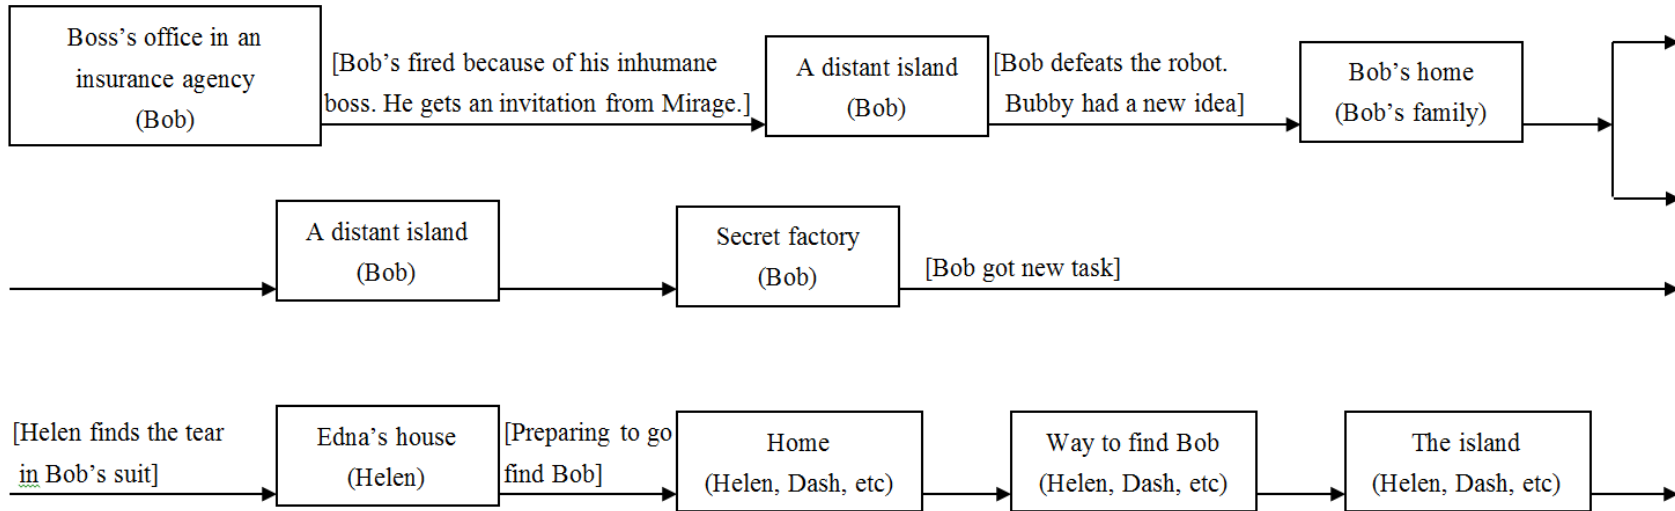 Boss's office in an
insurance agency
(Bob)
[Bob's fired because of his inhumane
boss. He gets an invitation from Mirage.]
A distant island
(Bob)
[Bob defeats the robot.
Bubby had a new idea]
Bob's home
(Bob's family)
A distant island
(Bob)
Secret factory
(Bob)
[Bob got new task]
[Helen finds the tear
in Bob's suit]
Edna's house
(Helen)
[Preparing to go
find Bob]
Home
(Helen, Dash, etc)
Way to find Bob
(Helen, Dash, etc)
The island
(Helen, Dash, etc)